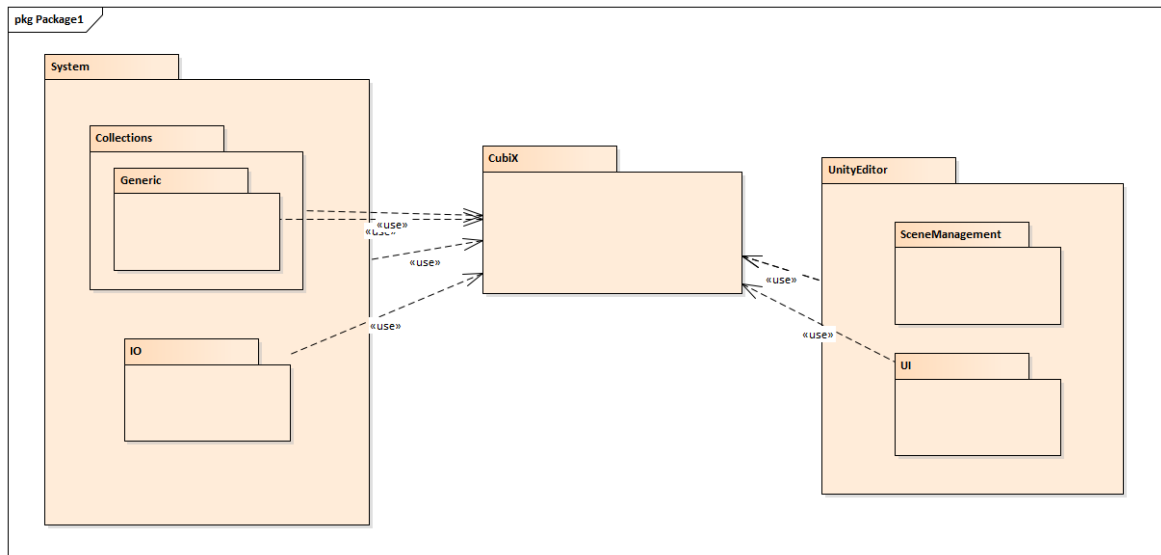 pkg Package1
System
Collections
Generic
IO
CubiX
UnityEditor
SceneManagement
UI
«use»
«use»
«use»
«use»
«use»
«use»